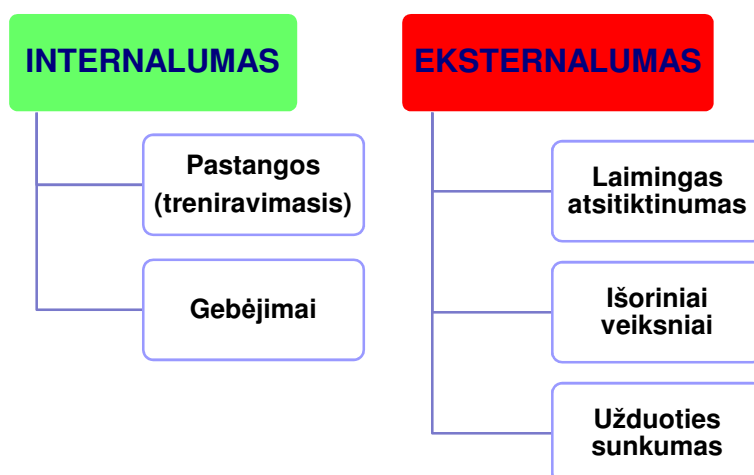 INTERNALUMAS
Pastangos
(treniravimasis)
Gebėjimai
EKSTERNALUMAS
Laimingas
atsitiktinumas
Išoriniai
veiksniai
Užduoties
sunkumas